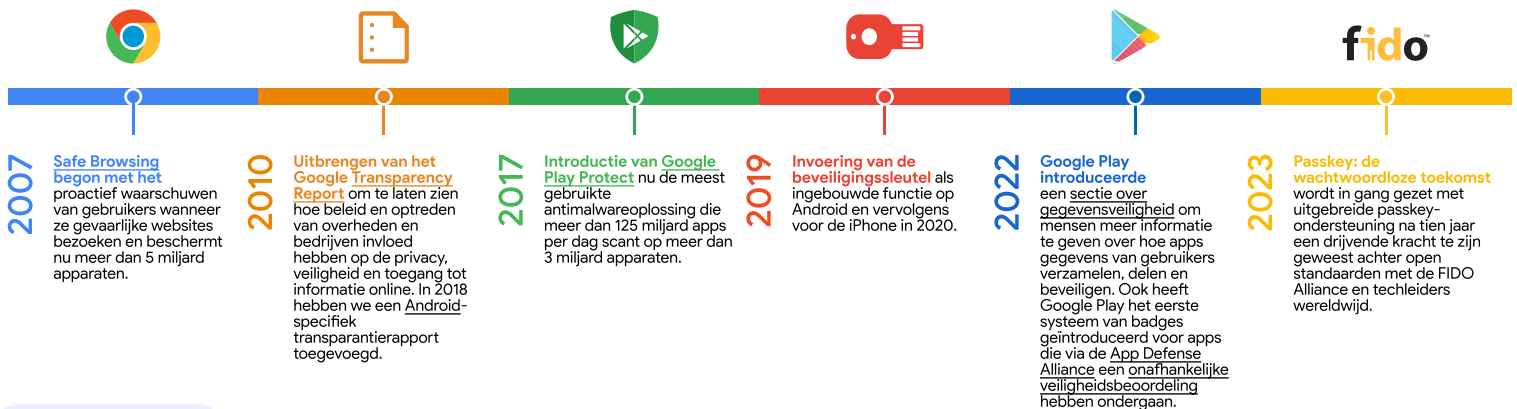 fido™
2007
Safe Browsing
begon met het
proactief waarschuwen
van gebruikers wanneer
ze gevaarlijke websites
bezoeken en beschermt
nu meer dan 5 miljard
apparaten.
2010
Uitbrengen van het
Google Transparency
Report om te laten zien
hoe beleid en optreden
van overheden en
bedrijven invloed
hebben op de privacy,
veiligheid en toegang tot
informatie online. In 2018
hebben we een Android-
specifiek
transparantierapport
toegevoegd.
2017
Introductie van Google
Play Protect nu de meest
gebruikte
antimalwareoplossing die
meer dan 125 miljard apps
per dag scant op meer dan
3 miljard apparaten.
2019
Invoering van de
beveiligingssleutel als
ingebouwde functie op
Android en vervolgens
voor de iPhone in 2020.
2022
Google Play
introduceerde
een sectie over
gegevensveiligheid om
mensen meer informatie
te geven over hoe apps
gegevens van gebruikers
verzamelen, delen en
beveiligen. Ook heeft
Google Play het eerste
systeem van badges
geïntroduceerd voor apps
die via de App Defense
Alliance een onafhankelijke
veiligheidsbeoordeling
hebben ondergaan.
2023
Passkey: de
wachtwoordloze toekomst
wordt in gang gezet met
uitgebreide passkey-
ondersteuning na tien jaar
een drijvende kracht te zijn
geweest achter open
standaarden met de FIDO
Alliance en techleiders
wereldwijd.